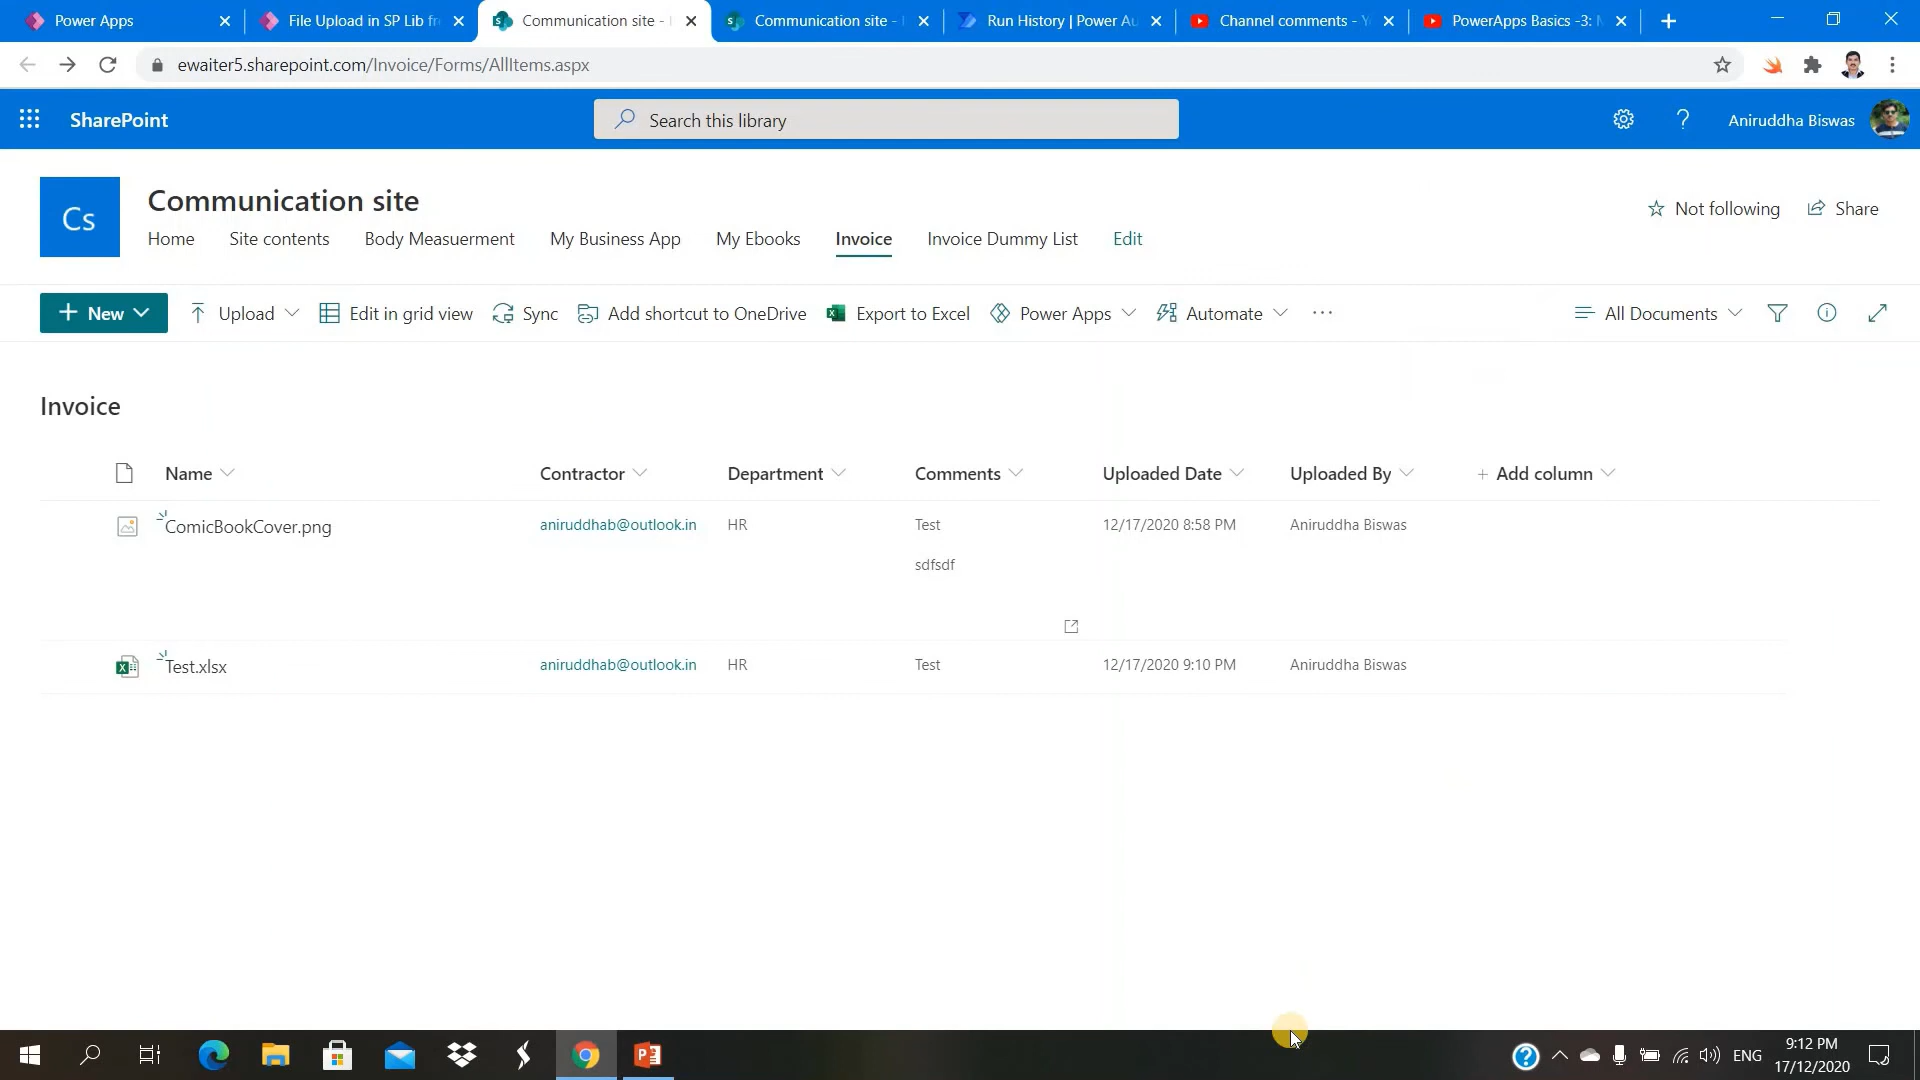 Power Apps
File Upload in SP Lib fr
Communication site -
Communication site -
Run History | Power Au
Channel comments - Y
PowerApps Basics -3:
ewaiter5.sharepoint.com/Invoice/Forms/AllItems.aspx
SharePoint
Search this library
Aniruddha Biswas
Cs
Communication site
Home
Site contents
Body Measuerment
My Business App
My Ebooks
Invoice
Invoice Dummy List
Edit
Not following
Share
New
Upload
Edit in grid view
Sync
Add shortcut to OneDrive
Export to Excel
Power Apps
Automate
All Documents
Invoice
Name
Contractor
Department
Comments
Uploaded Date
Uploaded By
+ Add column
ComicBookCover.png
aniruddhab@outlook.in
HR
Test
12/17/2020 8:58 PM
Aniruddha Biswas
sdfsdf
Test.xlsx
aniruddhab@outlook.in
HR
Test
12/17/2020 9:10 PM
Aniruddha Biswas
ENG
9:12 PM
17/12/2020